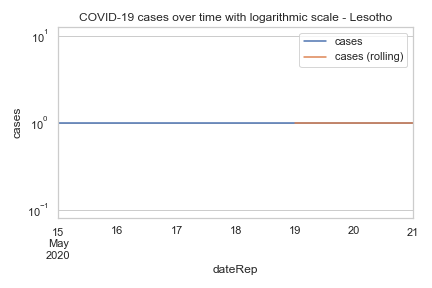 COVID-19 cases over time with logarithmic scale - Lesotho
cases
cases (rolling)
10¹
10⁰
10⁻¹
cases
15 16 17 18 19 20 21
May
2020
dateRep